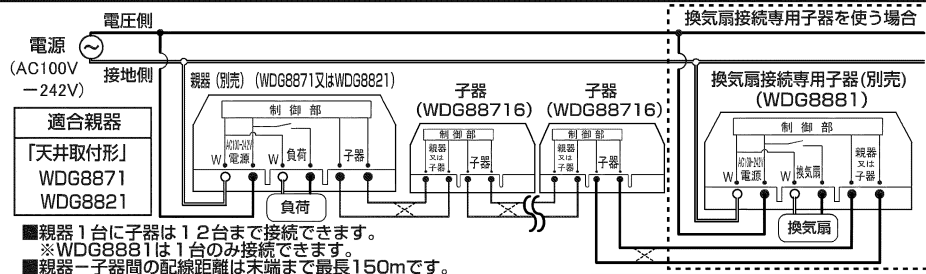 電圧側
換気扇接続専用子器を使う場合
電源
(AC100V
－242V)
接地側
親器（別売）（WDG8871又はWDG8821）
子器
(WDG88716)
子器
(WDG88716)
換気扇接続専用子器(別売)
(WDG8881)
適合親器
「天井取付形」
WDG8871
WDG8821
制御部
W
AC100-242V
電源
W
負荷
子器
負荷
制御部
親器
又は
子器
子器
制御部
親器
又は
子器
子器
制御部
W
AC100-242V
電源
W
換気扇
親器
又は
子器
換気扇
■親器1台に子器は12台まで接続できます。
※WDG8881は1台のみ接続できます。
■親器－子器間の配線距離は末端まで最長150mです。